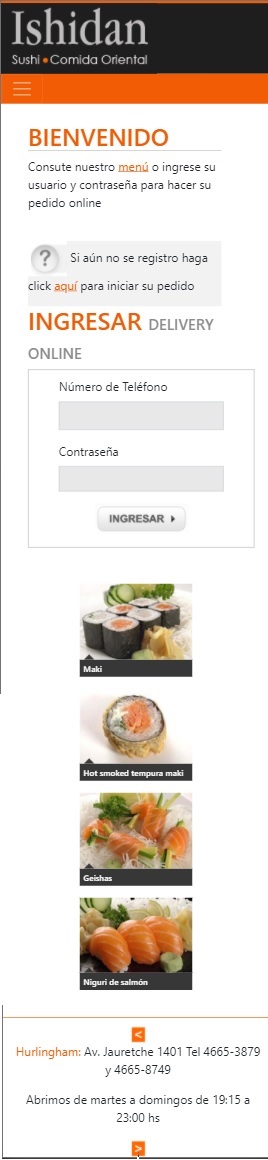 Ishidan
Sushi • Comida Oriental
BIENVENIDO
Consute nuestro menú o ingrese su
usuario y contraseña para hacer su
pedido online
? Si aún no se registro haga
click aquí para iniciar su pedido
INGRESAR DELIVERY
ONLINE
Número de Teléfono
Contraseña
INGRESAR
Maki
Hot smoked tempura maki
Geishas
Niguri de salmón
<
Hurlingham: Av. Jauretche 1401 Tel 4665-3879
y 4665-8749
Abrimos de martes a domingos de 19:15 a
23:00 hs
>